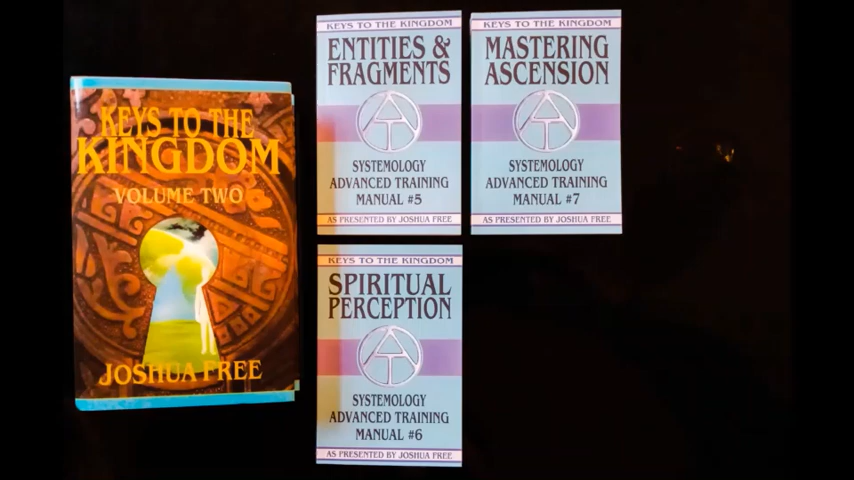 KEYS TO THE
KINGDOM
VOLUME TWO
JOSHUA FREE
KEYS TO THE KINGDOM
ENTITIES &
FRAGMENTS
SYSTEMOLOGY
ADVANCED TRAINING
MANUAL #5
AS PRESENTED BY JOSHUA FREE
KEYS TO THE KINGDOM
MASTERING
ASCENSION
SYSTEMOLOGY
ADVANCED TRAINING
MANUAL #7
AS PRESENTED BY JOSHUA FREE
KEYS TO THE KINGDOM
SPIRITUAL
PERCEPTION
SYSTEMOLOGY
ADVANCED TRAINING
MANUAL #6
AS PRESENTED BY JOSHUA FREE